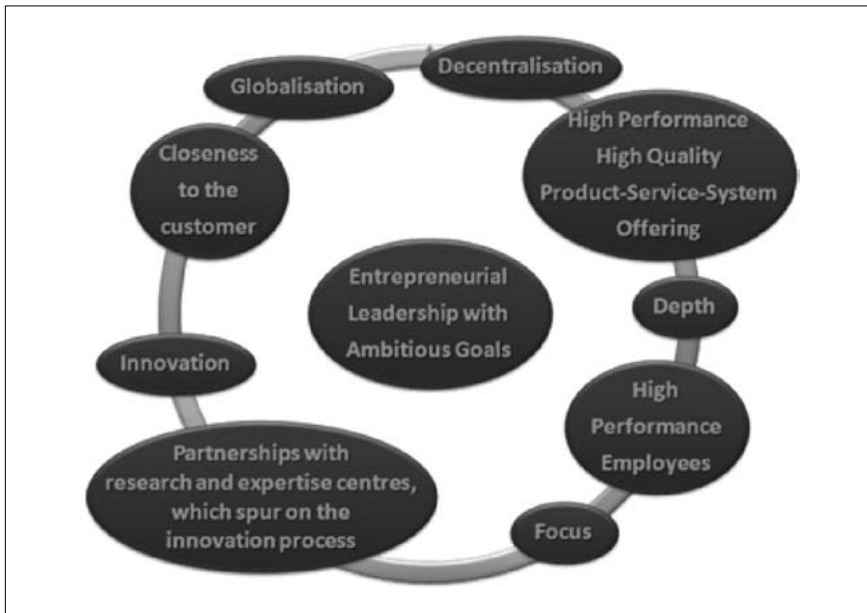 Globalisation
Decentralisation
High Performance
High Quality
Product-Service-System
Offering
Closeness
to the
customer
Entrepreneurial
Leadership with
Ambitious Goals
Depth
Innovation
High
Performance
Employees
Partnerships with
research and expertise centres,
which spur on the
innovation process
Focus